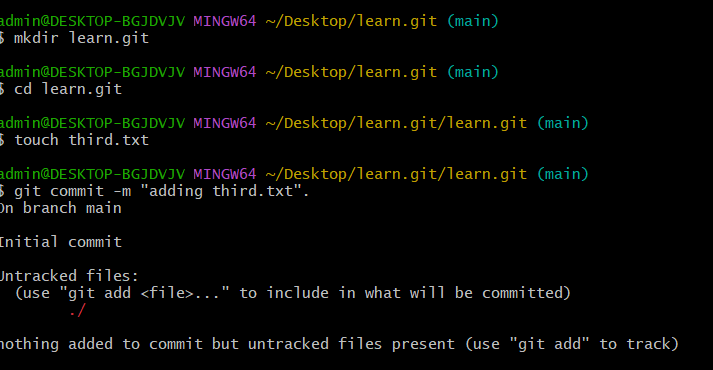 admin@DESKTOP-BGJDVJV MINGW64 ~/Desktop/learn.git (main)
$ mkdir learn.git
admin@DESKTOP-BGJDVJV MINGW64 ~/Desktop/learn.git (main)
$ cd learn.git
admin@DESKTOP-BGJDVJV MINGW64 ~/Desktop/learn.git/learn.git (main)
$ touch third.txt
admin@DESKTOP-BGJDVJV MINGW64 ~/Desktop/learn.git/learn.git (main)
$ git commit -m "adding third.txt".
On branch main
Initial commit
Untracked files:
(use "git add <file>..." to include in what will be committed)
./
nothing added to commit but untracked files present (use "git add" to track)